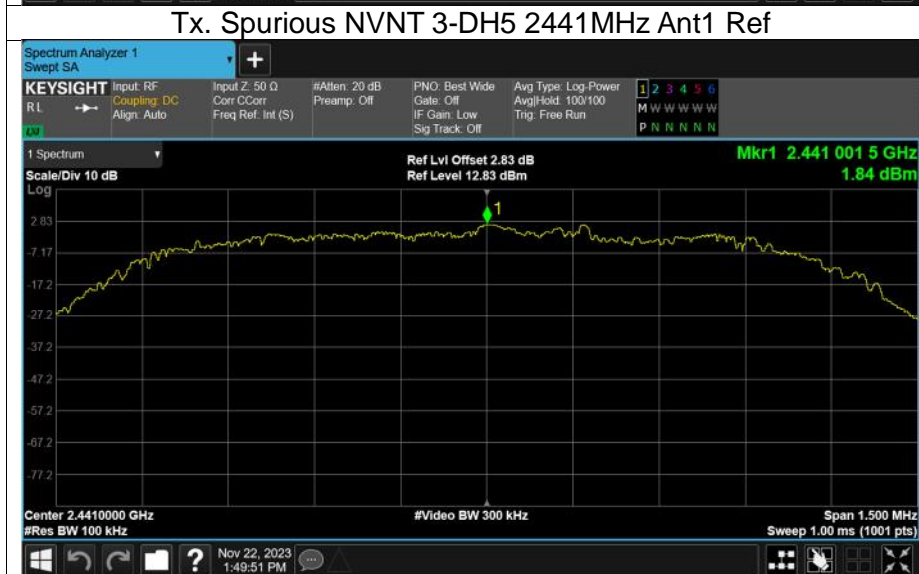 Tx. Spurious NVNT 3-DH5 2441MHz Ant1 Ref
Spectrum Analyzer 1
Swept SA
+
KEYSIGHT
R L
Input: RF
Coupling: DC
Align: Auto
Input Z: 50 Ω
Corr CCorr
Freq Ref: Int (S)
#Atten: 20 dB
Preamp: Off
PNO: Best Wide
Gate: Off
IF Gain: Low
Sig Track: Off
Avg Type: Log-Power
Avg|Hold: 100/100
Trig: Free Run
1 2 3 4 5 6
M W W W W W
P N N N N N
1 Spectrum
Scale/Div 10 dB
Log
Ref Lvl Offset 2.83 dB
Ref Level 12.83 dBm
Mkr1 2.441 001 5 GHz
1.84 dBm
1
2.83
-7.17
-17.2
-27.2
-37.2
-47.2
-57.2
-67.2
-77.2
Center 2.4410000 GHz
#Res BW 100 kHz
#Video BW 300 kHz
Span 1.500 MHz
Sweep 1.00 ms (1001 pts)
?
Nov 22, 2023
1:49:51 PM